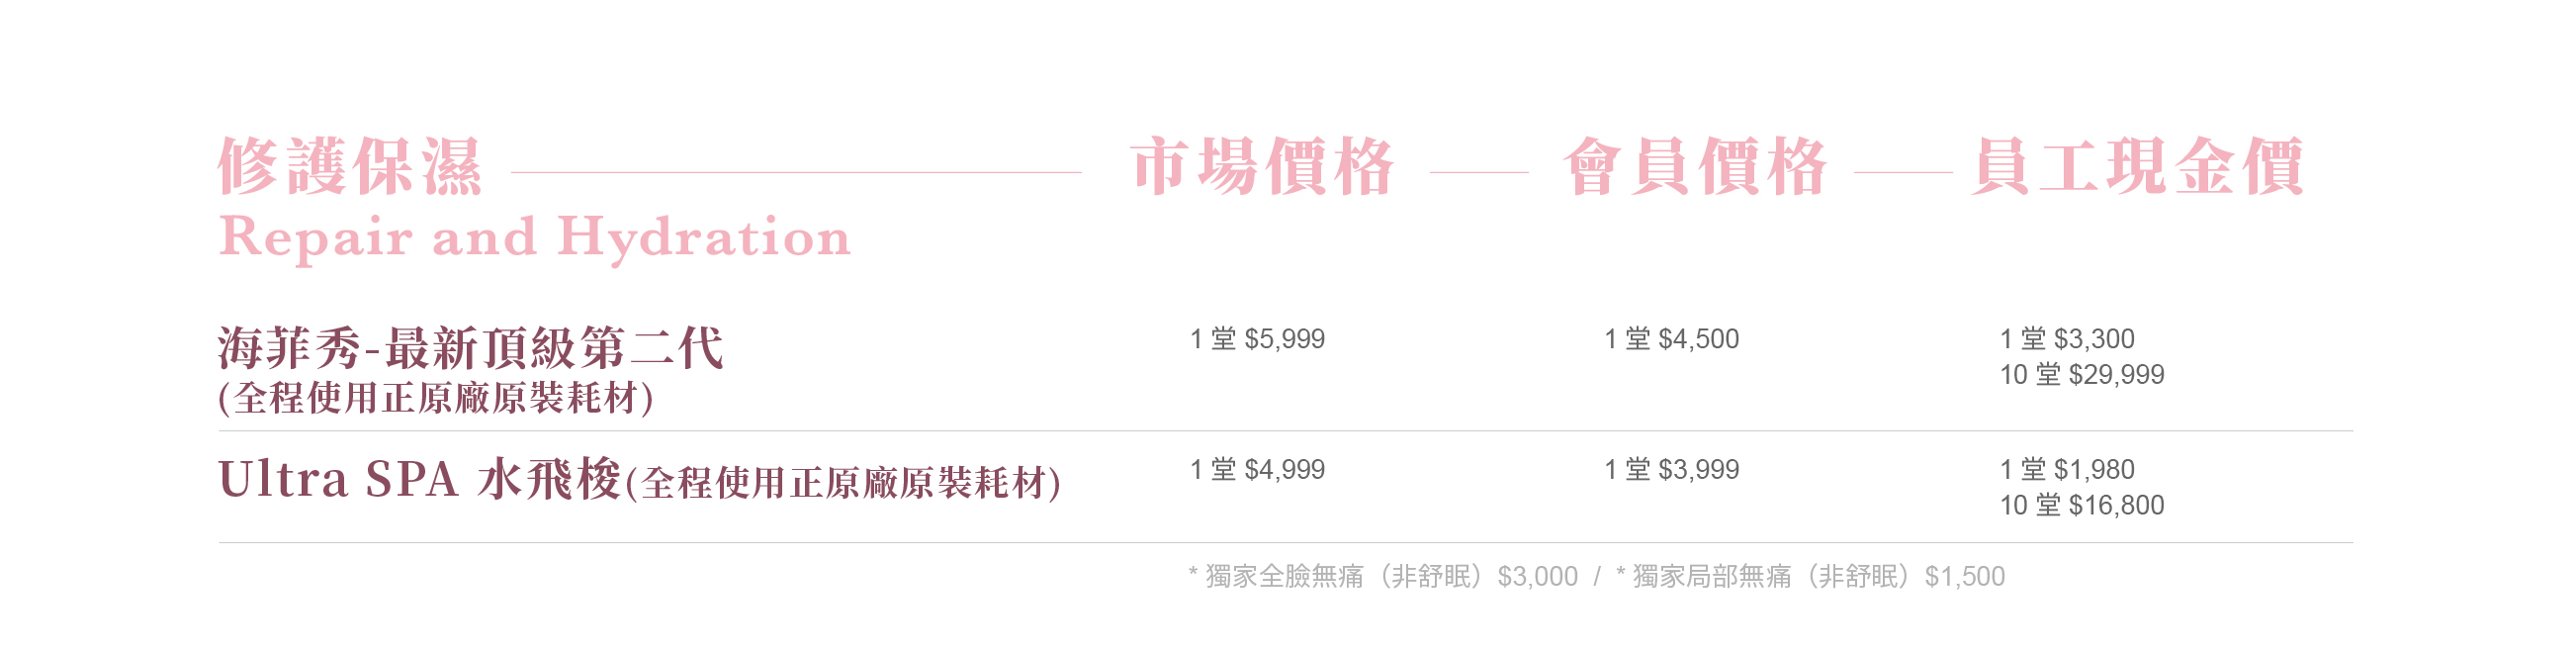 修護保濕 市場價格 會員價格 員工現金價
Repair and Hydration
海菲秀-最新頂級第二代 1 堂 $5,999 1 堂 $4,500 1 堂 $3,300
(全程使用正原廠原裝耗材) 10 堂 $29,999
Ultra SPA 水飛梭(全程使用正原廠原裝耗材) 1 堂 $4,999 1 堂 $3,999 1 堂 $1,980
10 堂 $16,800
* 獨家全臉無痛（非舒眠）$3,000 / * 獨家局部無痛（非舒眠）$1,500